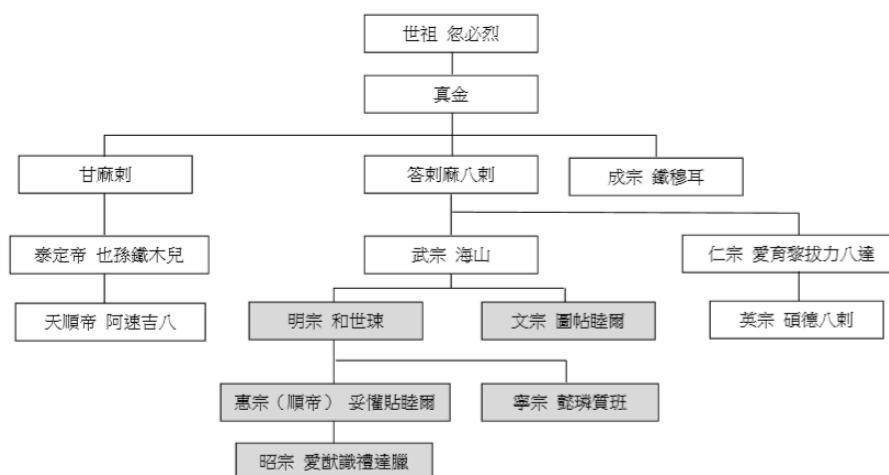 世祖 忽必烈
真金
甘麻剌
答剌麻八剌
成宗 鐵穆耳
泰定帝 也孫鐵木兒
武宗 海山
仁宗 愛育黎拔力八達
天順帝 阿速吉八
明宗 和世㻋
文宗 圖帖睦爾
英宗 碩德八剌
惠宗（順帝） 妥懽貼睦爾
寧宗 懿璘質班
昭宗 愛猷識禮達臘